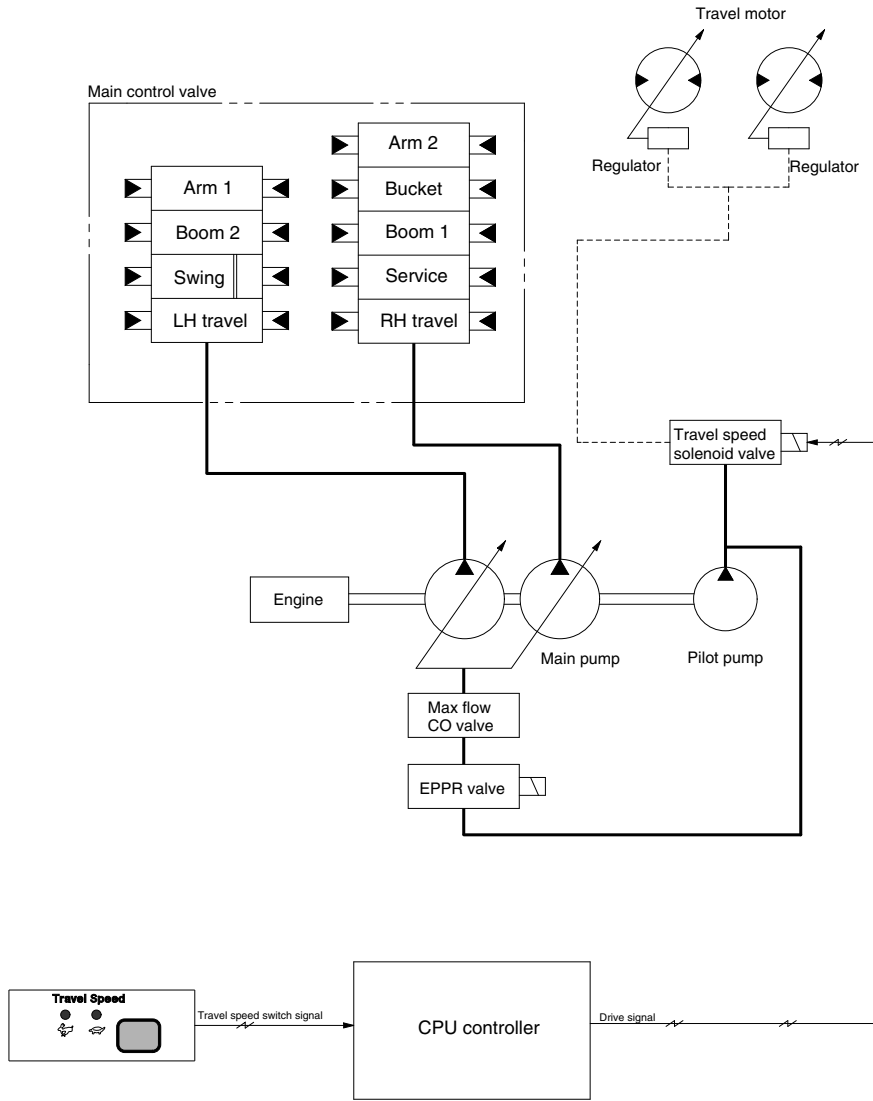 Travel motor
Regulator
Regulator
Main control valve
Arm 1
Boom 2
Swing
LH travel
Arm 2
Bucket
Boom 1
Service
RH travel
Travel speed
solenoid valve
Engine
Main pump
Pilot pump
Max flow
CO valve
EPPR valve
Travel Speed
Travel speed switch signal
CPU controller
Drive signal